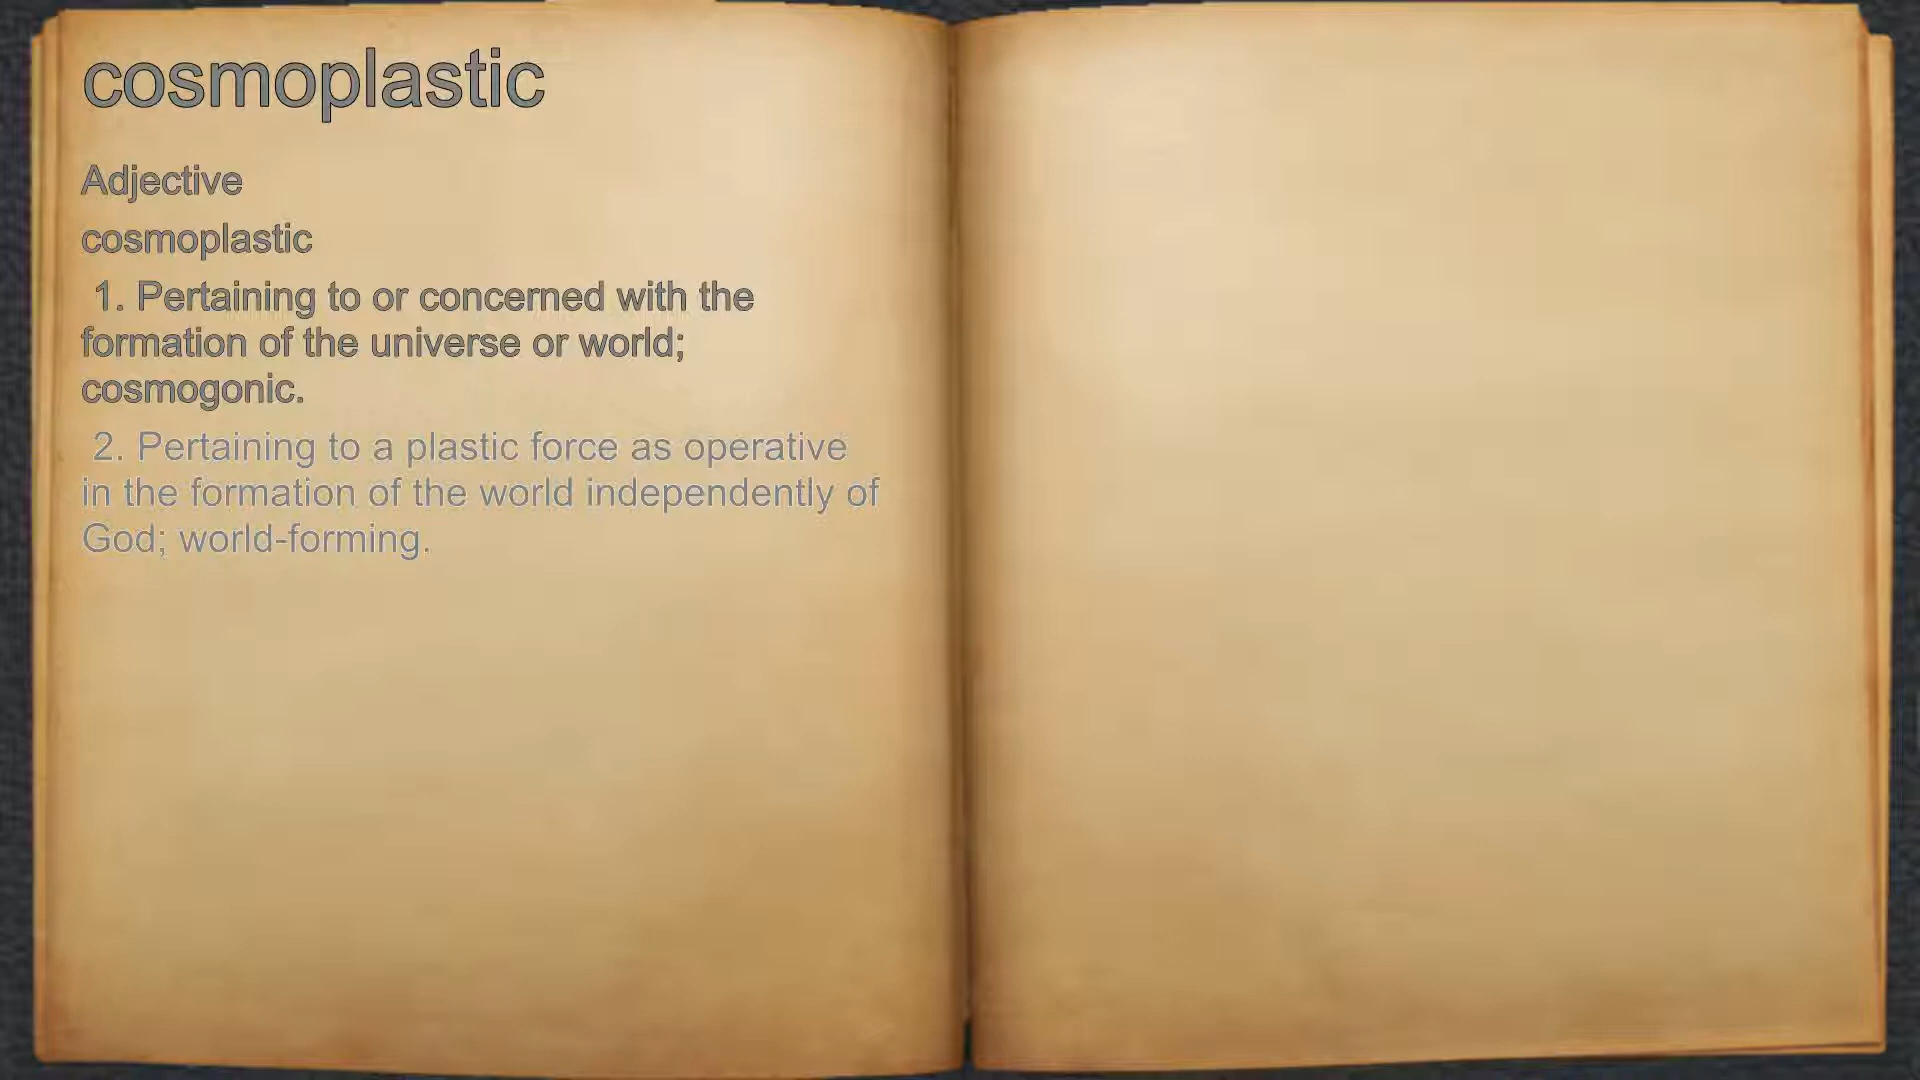 cosmoplastic
Adjective
cosmoplastic
1. Pertaining to or concerned with the
formation of the universe or world;
cosmogonic.
2. Pertaining to a plastic force as operative
in the formation of the world independently of
God; world-forming.